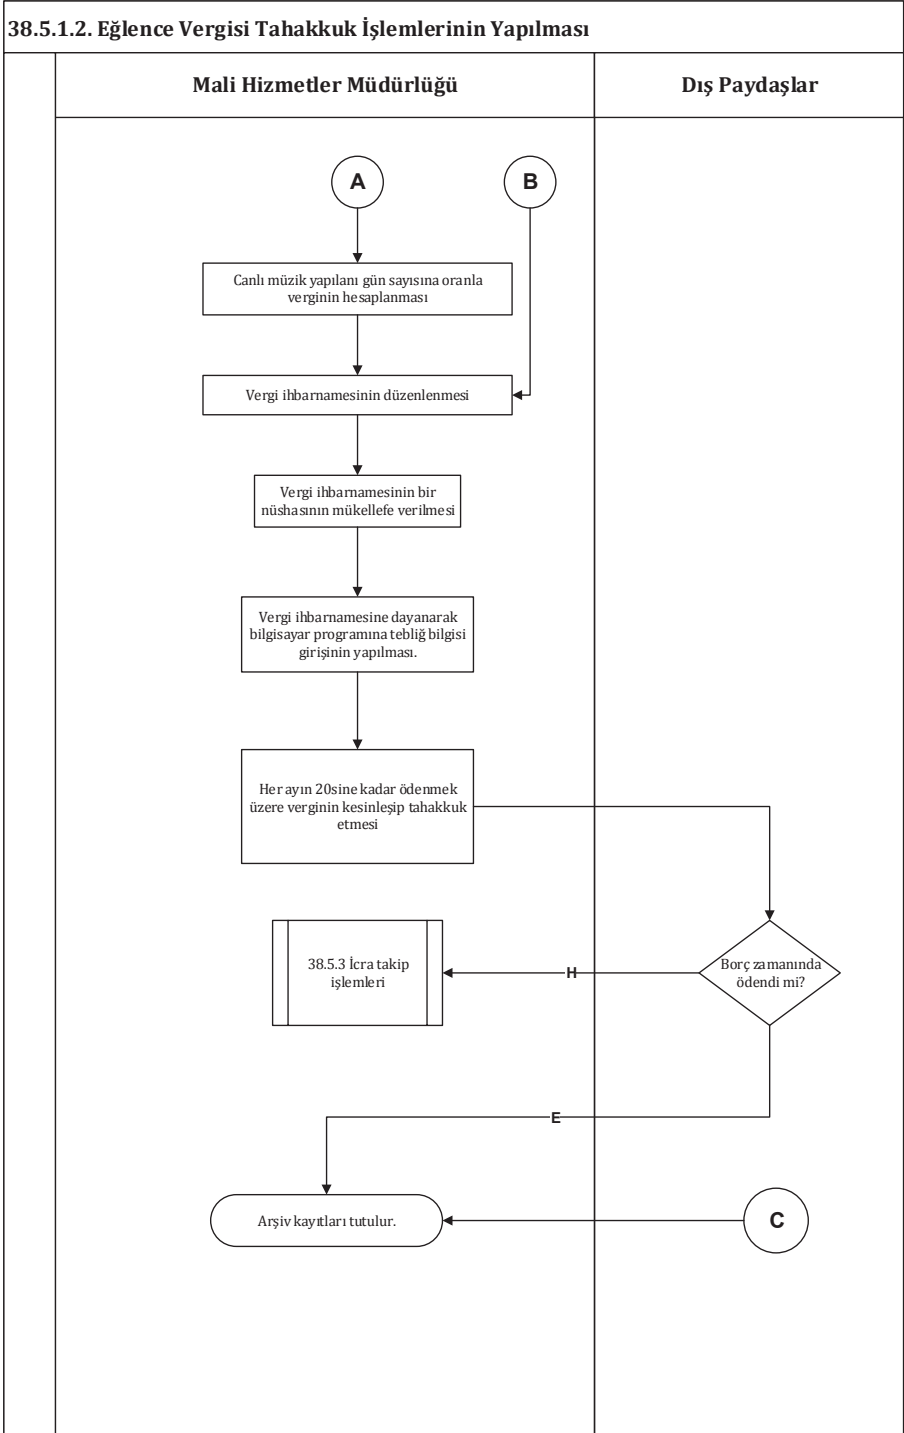 38.5.1.2. Eğlence Vergisi Tahakkuk İşlemlerinin Yapılması
Mali Hizmetler Müdürlüğü
Dış Paydaşlar
A
B
Canlı müzik yapılanı gün sayısına oranla
verginin hesaplanması
Vergi ihbarnamesinin düzenlenmesi
Vergi ihbarnamesinin bir
nüshasının mükellefe verilmesi
Vergi ihbarnamesine dayanarak
bilgisayar programına tebliğ bilgisi
girişinin yapılması.
Her ayın 20sine kadar ödenmek
üzere verginin kesinleşip tahakkuk
etmesi
38.5.3 İcra takip
işlemleri
H
Borç zamanında
ödendi mi?
E
Arşiv kayıtları tutulur.
C